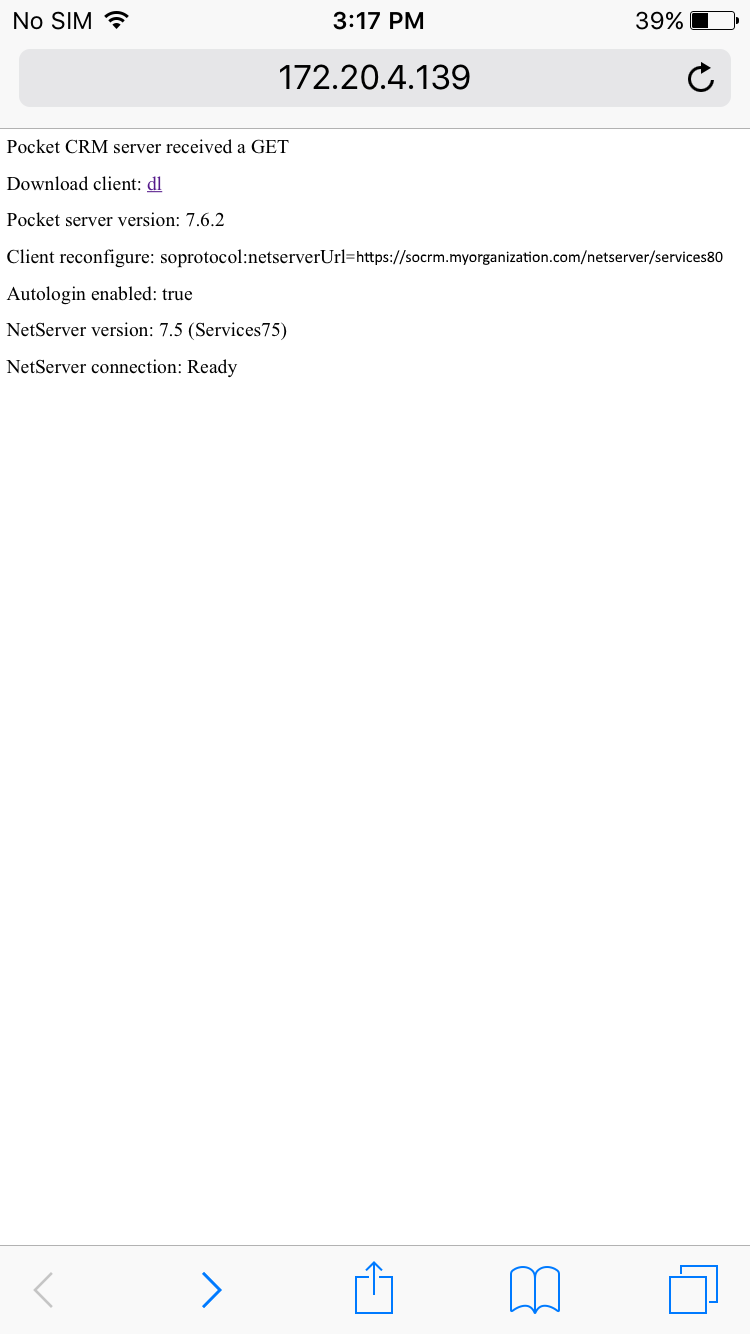 No SIM 3:17 PM 39%
172.20.4.139
Pocket CRM server received a GET
Download client: dl
Pocket server version: 7.6.2
Client reconfigure: soprotocol:netserverUrl=https://socrm.myorganization.com/netserver/services80
Autologin enabled: true
NetServer version: 7.5 (Services75)
NetServer connection: Ready